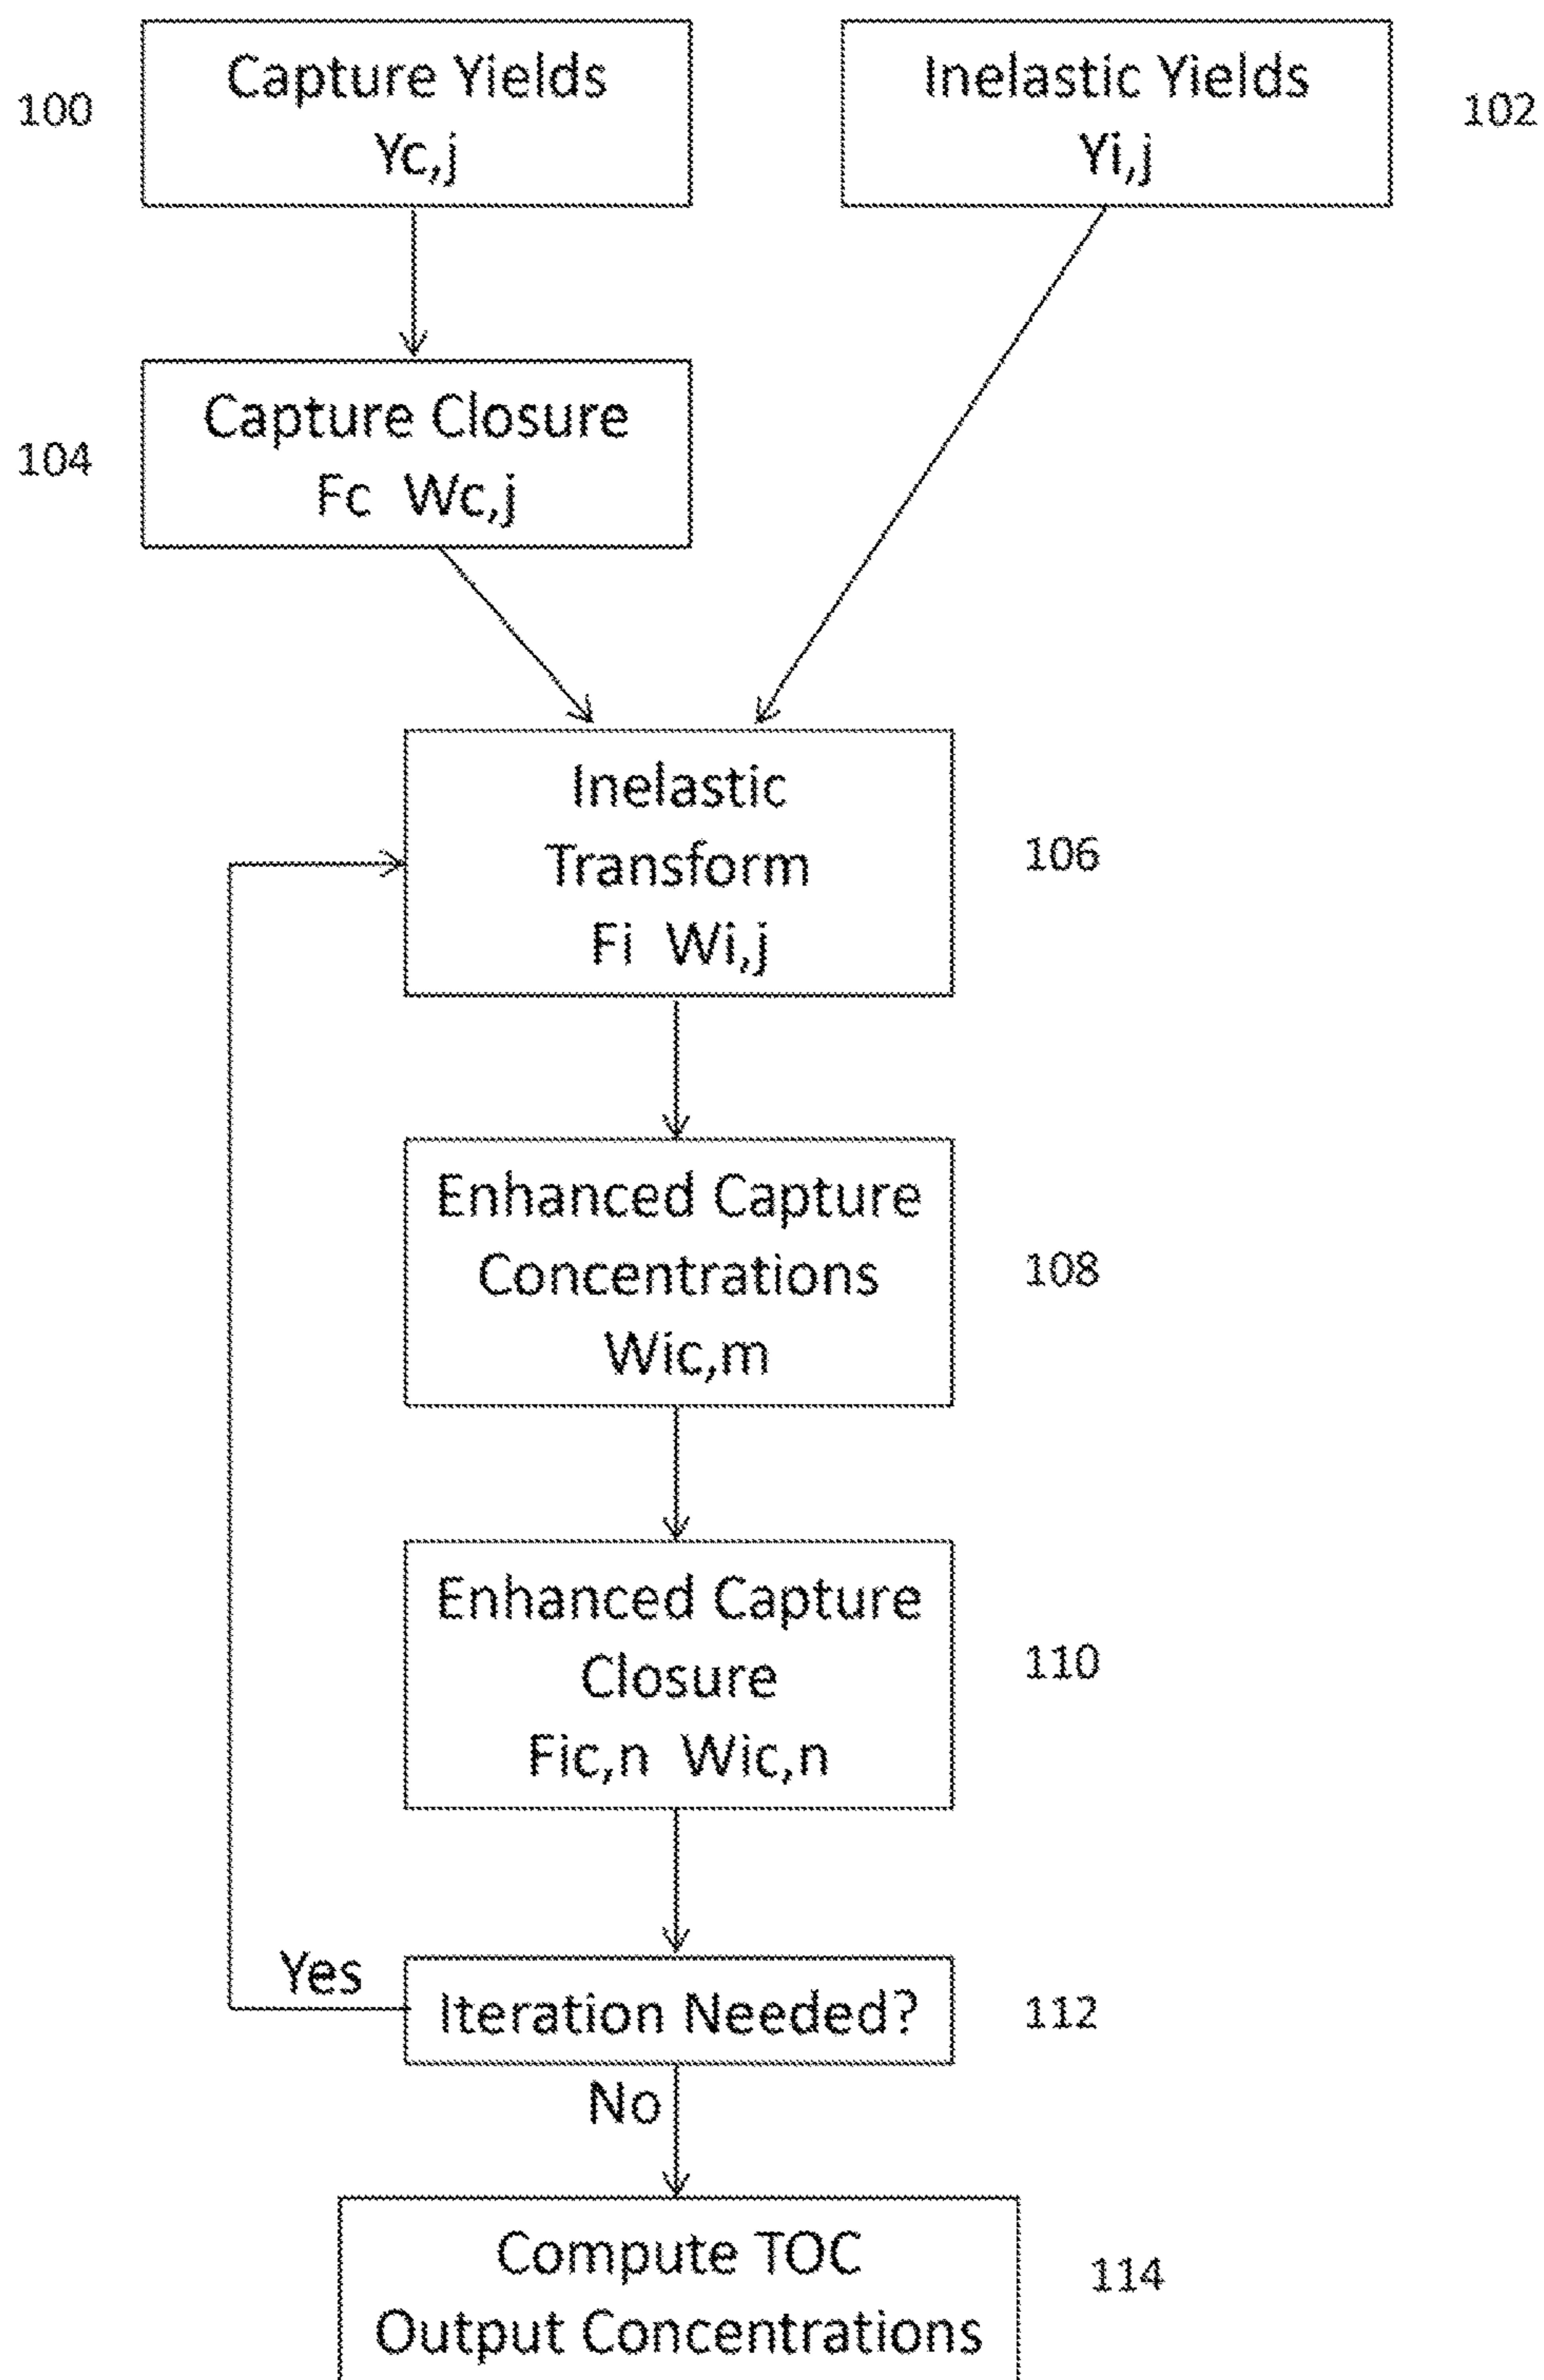 100
Capture Yields
Yc,j
Inelastic Yields
Yi,j
102
104
Capture Closure
Fc Wc,j
Inelastic
Transform
Fi Wi,j
106
Enhanced Capture
Concentrations
Wic,m
108
Enhanced Capture
Closure
Fic,n Wic,n
110
Yes
Iteration Needed?
112
No
Compute TOC
Output Concentrations
114